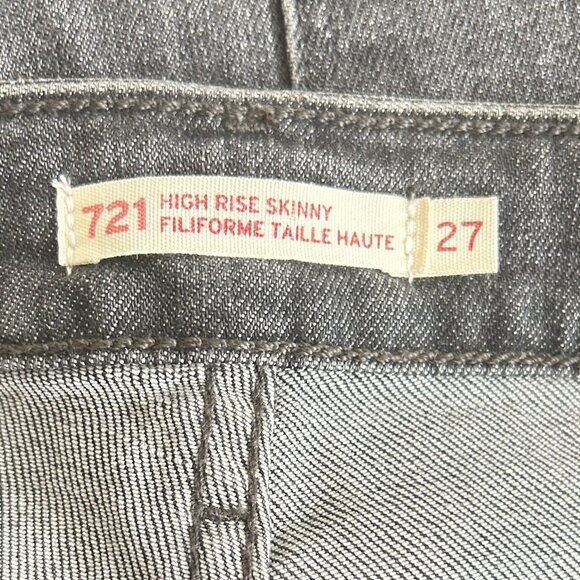 721 HIGH RISE SKINNY
FILIFORME TAILLE HAUTE
27